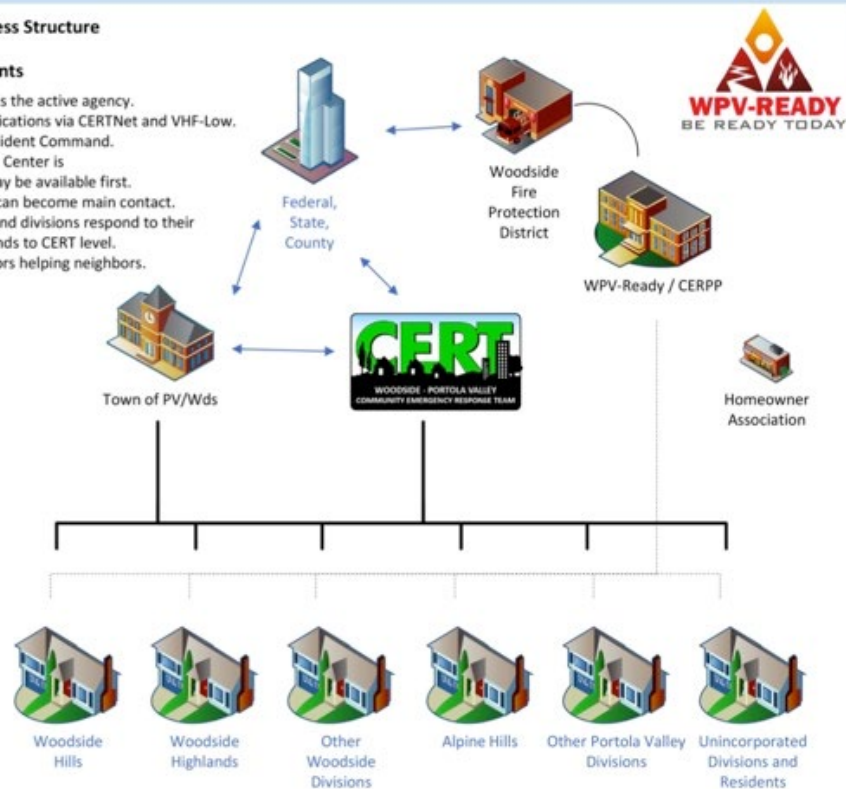 ess Structure
nts
s the active agency.
ications via CERTNet and VHF-Low.
ident Command.
Center is
ay be available first.
can become main contact.
nd divisions respond to their
nds to CERT level.
ors helping neighbors.
WPV-READY
BE READY TODAY
Federal,
State,
County
Woodside
Fire
Protection
District
WPV-Ready / CERPP
Town of PV/Wds
CERT
WOODSIDE - PORTOLA VALLEY
COMMUNITY EMERGENCY RESPONSE TEAM
Homeowner
Association
Woodside
Hills
Woodside
Highlands
Other
Woodside
Divisions
Alpine Hills
Other Portola Valley
Divisions
Unincorporated
Divisions and
Residents